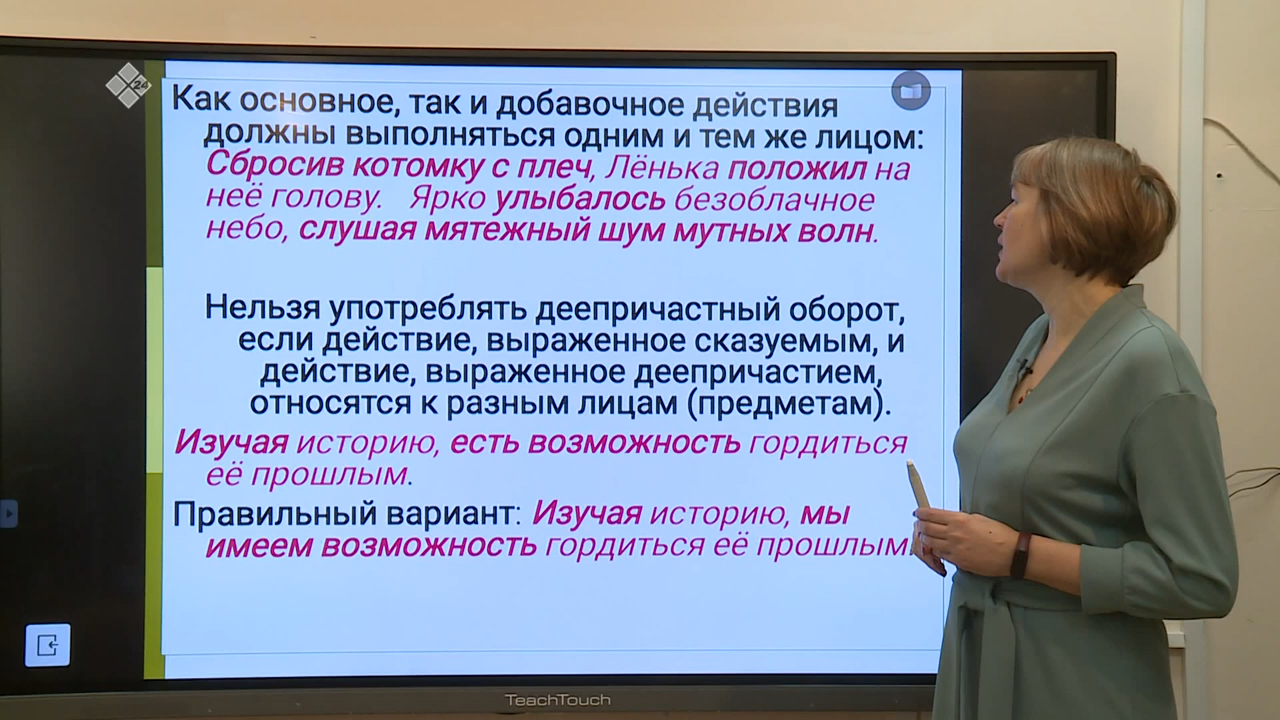 Как основное, так и добавочное действия
должны выполняться одним и тем же лицом:
Сбросив котомку с плеч, Лёнька положил на
неё голову. Ярко улыбалось безоблачное
небо, слушая мятежный шум мутных волн.
Нельзя употреблять деепричастный оборот,
если действие, выраженное сказуемым, и
действие, выраженное деепричастием,
относятся к разным лицам (предметам).
Изучая историю, есть возможность гордиться
её прошлым.
Правильный вариант: Изучая историю, мы
имеем возможность гордиться её прошлым.
TeachTouch
24